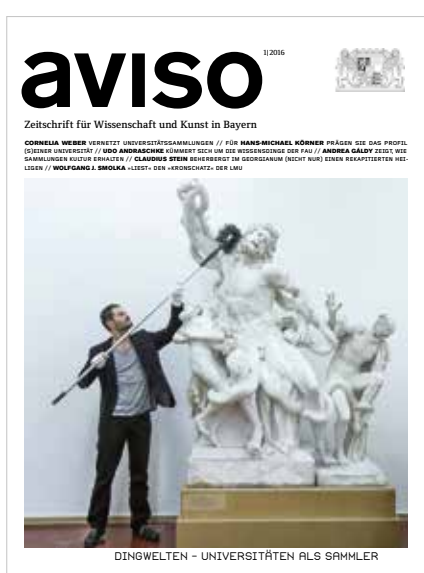 aviso
1|2016
Zeitschrift für Wissenschaft und Kunst in Bayern
CORNELIA WEBER VERNETZT UNIVERSITÄTSSAMMLUNGEN // FÜR HANS-MICHAEL KÖRNER PRÄGEN SIE DAS PROFIL
(S)EINER UNIVERSITÄT // UDO ANDRASCHKE KÜMMERT SICH UM DIE WISSENSDINGE DER FAU // ANDREA GÁLDY ZEIGT, WIE
SAMMLUNGEN KULTUR ERHALTEN // CLAUDIUS STEIN BEHERBERGT IM GEORGIANUM (NICHT NUR) EINEN REKAPITIERTEN HEI-
LIGEN // WOLFGANG J. SMOLKA »LIEST« DEN »KRONSCHATZ« DER LMU
DINGWELTEN – UNIVERSITÄTEN ALS SAMMLER